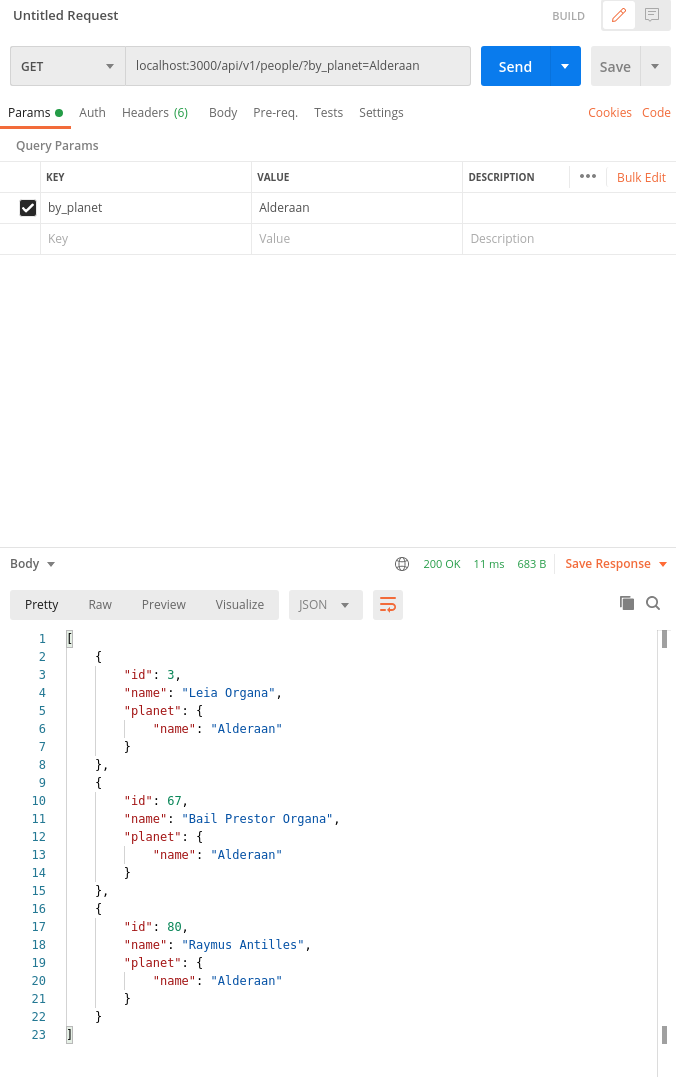 Untitled Request BUILD
GET localhost:3000/api/v1/people/?by_planet=Alderaan Send Save
Params Auth Headers (6) Body Pre-req. Tests Settings Cookies Code
Query Params
KEY VALUE DESCRIPTION ••• Bulk Edit
by_planet Alderaan
Key Value Description
Body 200 OK 11 ms 683 B Save Response
Pretty Raw Preview Visualize JSON
1 [
2 {
3 "id": 3,
4 "name": "Leia Organa",
5 "planet": {
6 "name": "Alderaan"
7 }
8 },
9 {
10 "id": 67,
11 "name": "Bail Prestor Organa",
12 "planet": {
13 "name": "Alderaan"
14 }
15 },
16 {
17 "id": 80,
18 "name": "Raymus Antilles",
19 "planet": {
20 "name": "Alderaan"
21 }
22 }
23 ]